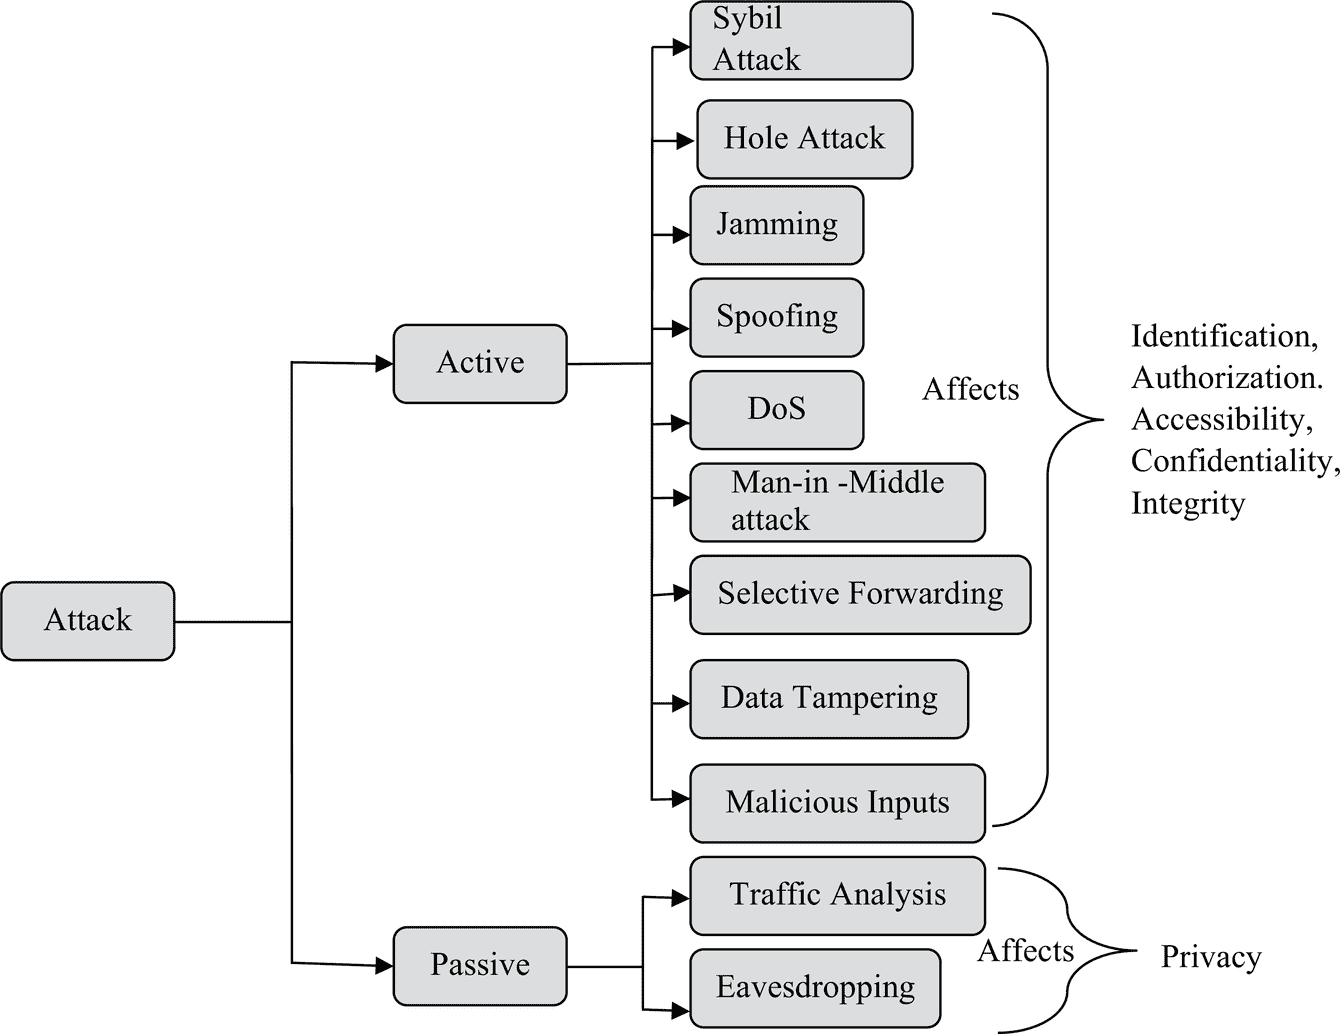 Sybil
Attack
Hole Attack
Jamming
Spoofing
Active
Identification,
Authorization.
Accessibility,
Confidentiality,
Integrity
Affects
DoS
Man-in -Middle
attack
Selective Forwarding
Attack
Data Tampering
Malicious Inputs
Traffic Analysis
Affects
Privacy
Passive
Eavesdropping